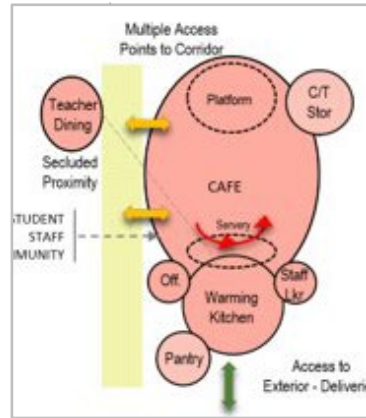 Multiple Access
Points to Corridor
Teacher
Dining
Platform
C/T
Stor
Secluded
Proximity
CAFE
STUDENT
STAFF
MUNITY
Servery
Off.
Staff
Lkr
Warming
Kitchen
Pantry
Access to
Exterior - Deliverie